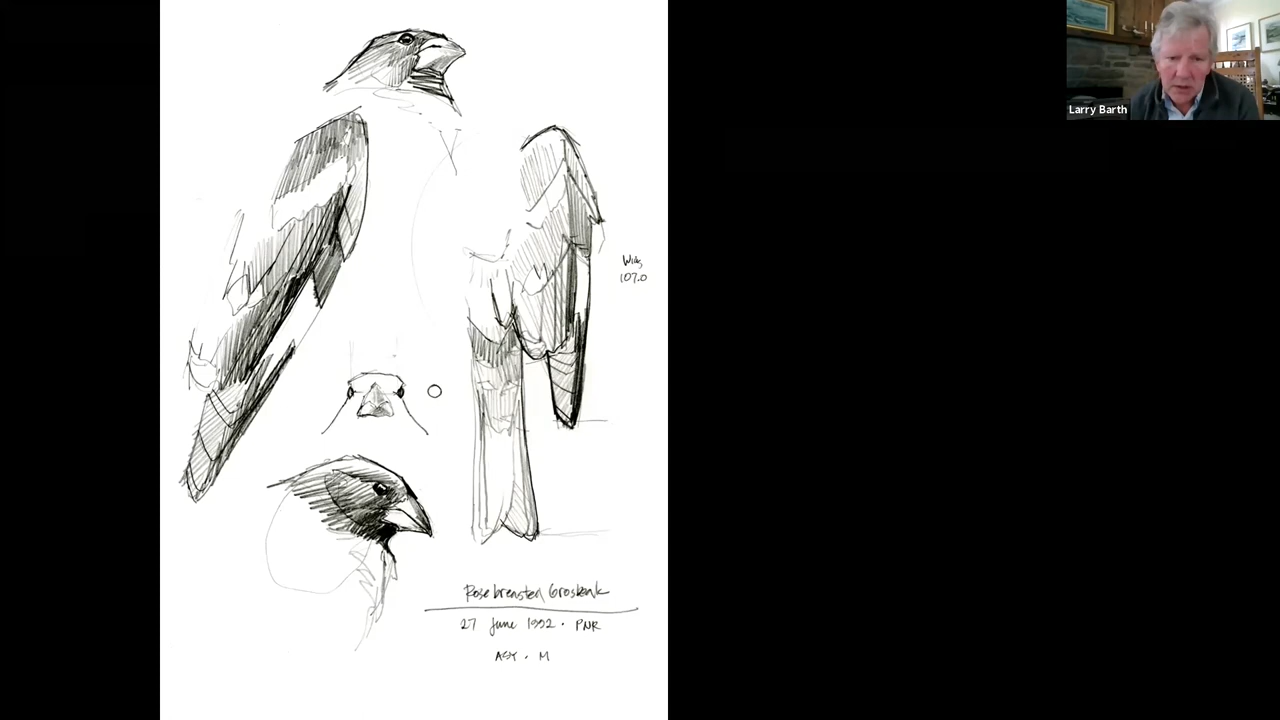 Larry Barth
Wing
107.0
Rose breasted Grosbeak
27 June 1992 . PNR
ASY . M